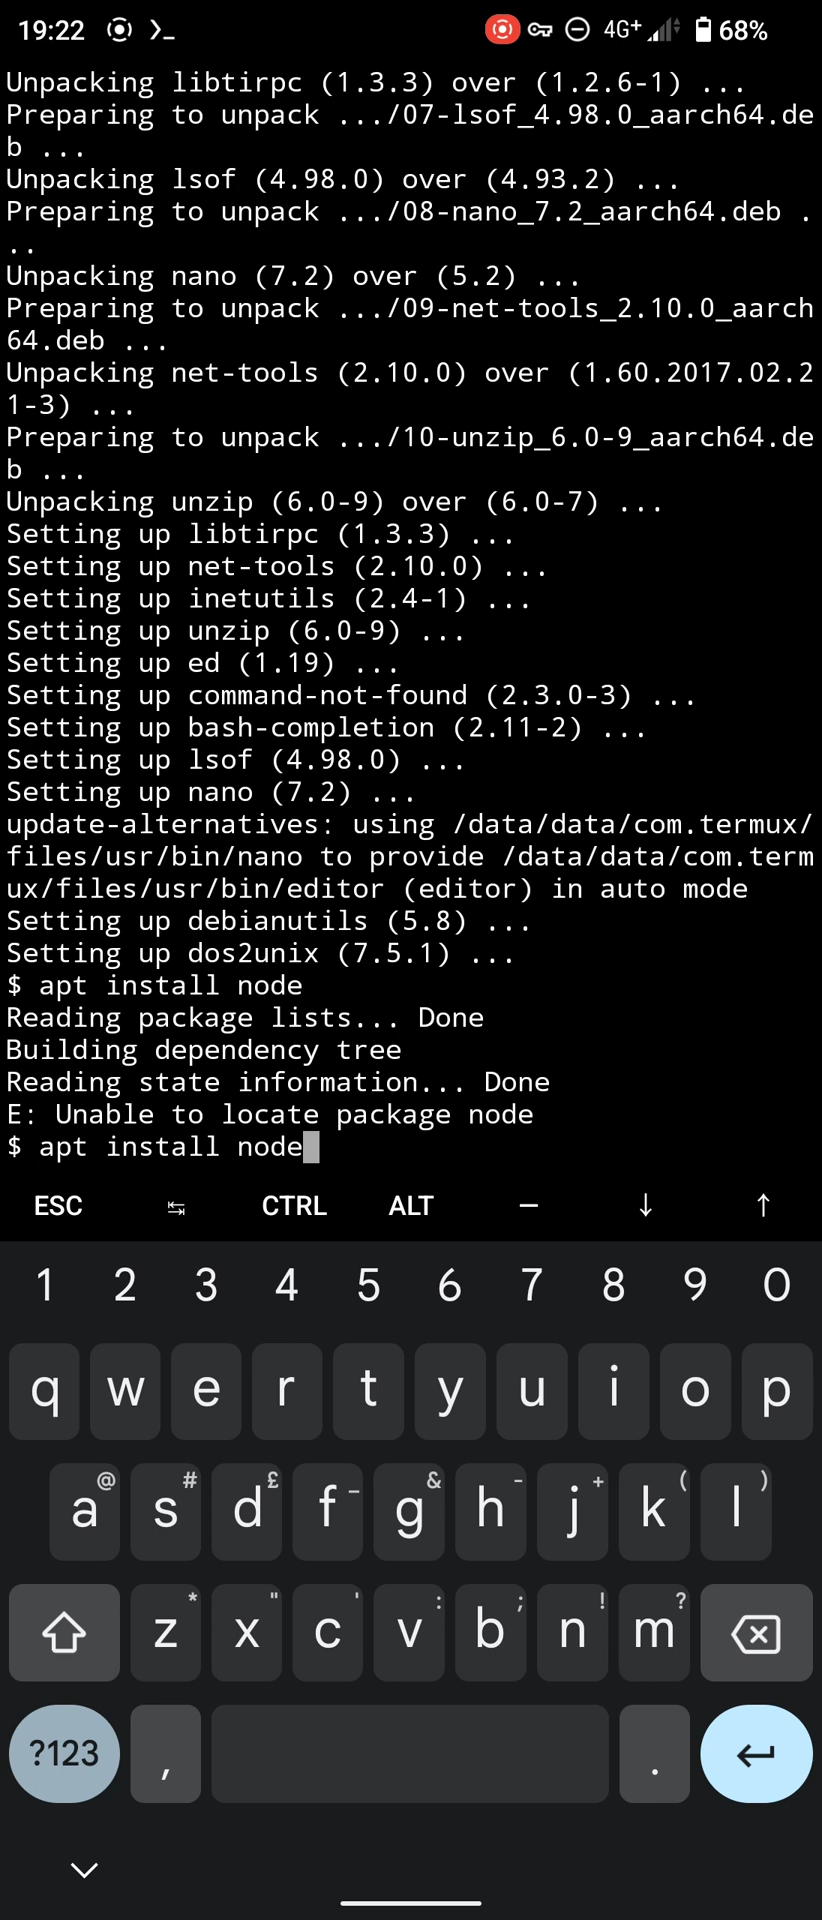 19:22 4G+ 68%
Unpacking libtirpc (1.3.3) over (1.2.6-1) ...
Preparing to unpack .../07-lsof_4.98.0_aarch64.de
b ...
Unpacking lsof (4.98.0) over (4.93.2) ...
Preparing to unpack .../08-nano_7.2_aarch64.deb .
..
Unpacking nano (7.2) over (5.2) ...
Preparing to unpack .../09-net-tools_2.10.0_aarch
64.deb ...
Unpacking net-tools (2.10.0) over (1.60.2017.02.2
1-3) ...
Preparing to unpack .../10-unzip_6.0-9_aarch64.de
b ...
Unpacking unzip (6.0-9) over (6.0-7) ...
Setting up libtirpc (1.3.3) ...
Setting up net-tools (2.10.0) ...
Setting up inetutils (2.4-1) ...
Setting up unzip (6.0-9) ...
Setting up ed (1.19) ...
Setting up command-not-found (2.3.0-3) ...
Setting up bash-completion (2.11-2) ...
Setting up lsof (4.98.0) ...
Setting up nano (7.2) ...
update-alternatives: using /data/data/com.termux/
files/usr/bin/nano to provide /data/data/com.term
ux/files/usr/bin/editor (editor) in auto mode
Setting up debianutils (5.8) ...
Setting up dos2unix (7.5.1) ...
$ apt install node
Reading package lists... Done
Building dependency tree
Reading state information... Done
E: Unable to locate package node
$ apt install node
ESC ↹ CTRL ALT — ↓ ↑
1 2 3 4 5 6 7 8 9 0
q w e r t y u i o p
@ # £ _ & - + ( )
a s d f g h j k l
* " ' : ; ! ?
z x c v b n m
?123 , .